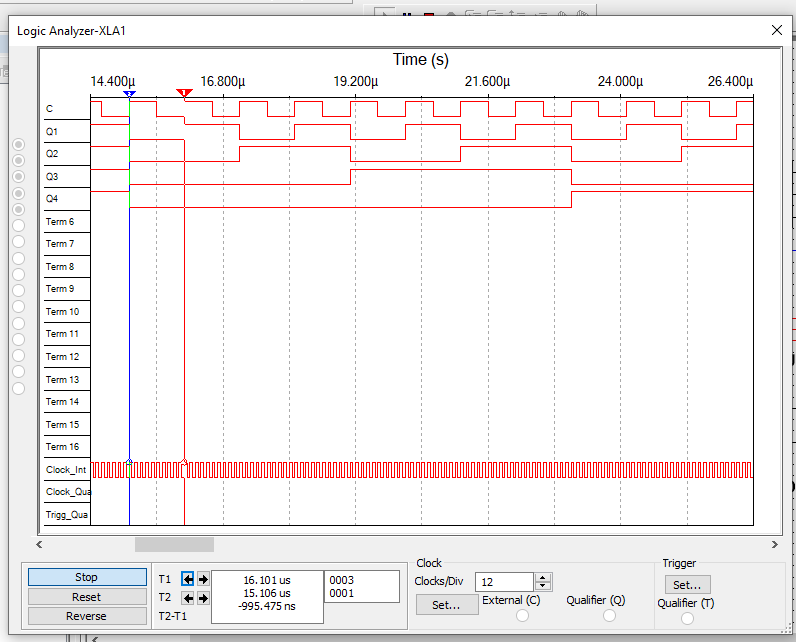 Logic Analyzer-XLA1
Time (s)
14.400µ 16.800µ 19.200µ 21.600µ 24.000µ 26.400µ
2 1
C
Q1
Q2
Q3
Q4
Term 6
Term 7
Term 8
Term 9
Term 10
Term 11
Term 12
Term 13
Term 14
Term 15
Term 16
Clock_Int
Clock_Qua
Trigg_Qua
Stop
Reset
Reverse
T1
T2
T2-T1
16.101 us
15.106 us
-995.475 ns
0003
0001
Clock
Clocks/Div 12
Set...
External (C)
Qualifier (Q)
Trigger
Set...
Qualifier (T)